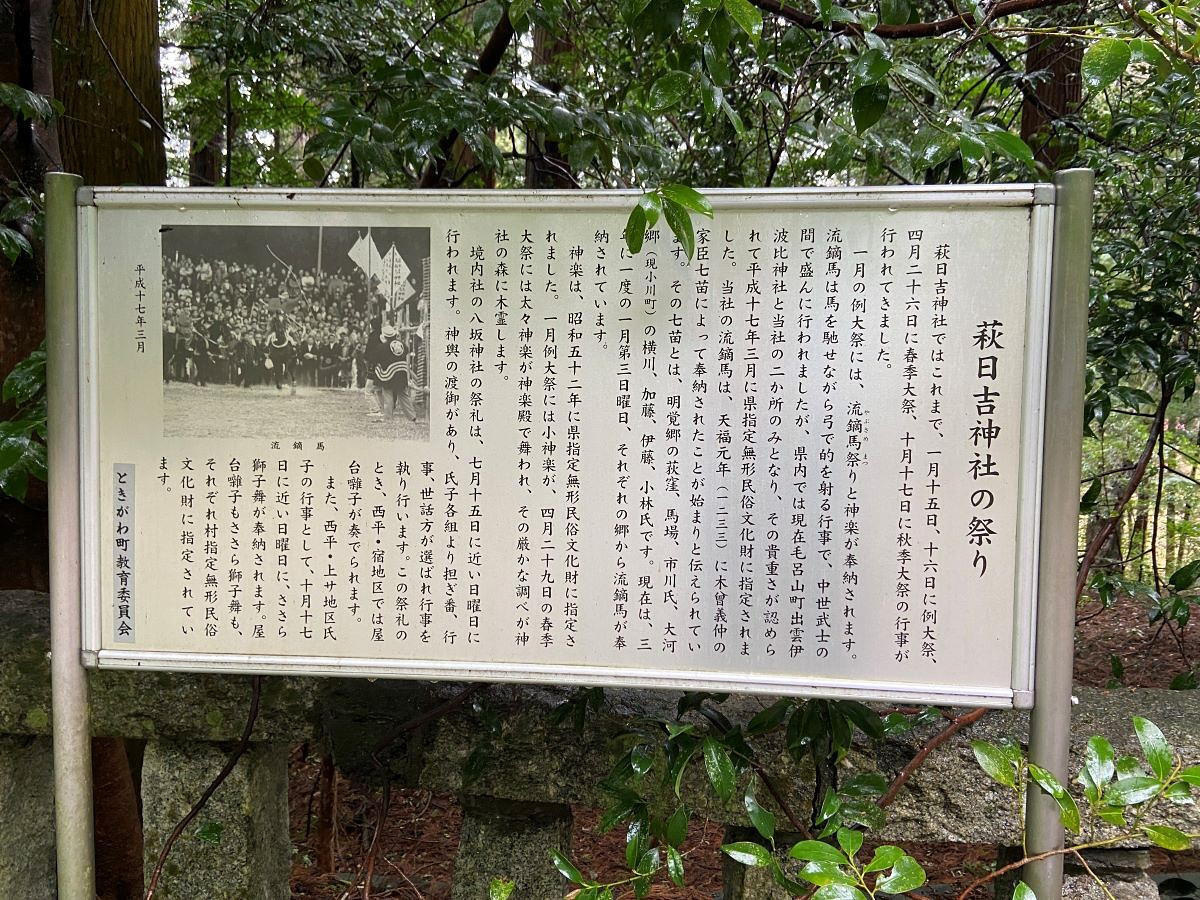 萩日吉神社の祭り
萩日吉神社ではこれまで、一月十五日、十六日に例大祭、
四月二十六日に春季大祭、十月十七日に秋季大祭の行事が
行われてきました。
一月の例大祭には、流鏑馬祭りと神楽が奉納されます。
やぶさめまつ
流鏑馬は馬を馳せながら弓で的を射る行事で、中世武士の
間で盛んに行われましたが、県内では現在毛呂山町出雲伊
波比神社と当社の二か所のみとなり、その貴重さが認めら
れて平成十七年三月に県指定無形民俗文化財に指定されま
した。当社の流鏑馬は、天福元年(一二三三)に木曾義仲の
家臣七苗によって奉納されたことが始まりと伝えられてい
ます。その七苗とは、明覚郷の荻窪、馬場、市川氏、大河
郷(現小川町)の横川、加藤、伊藤、小林氏です。現在は、三
年に一度の一月第三日曜日、それぞれの郷から流鏑馬が奉
納されています。
神楽は、昭和五十二年に県指定無形民俗文化財に指定さ
れました。一月例大祭には小神楽が、四月二十九日の春季
大祭には太々神楽が神楽殿で舞われ、その厳かな調べが神
社の森に木霊します。
境内社の八坂神社の祭礼は、七月十五日に近い日曜日に
行われます。神輿の渡御があり、氏子各組より担ぎ番、行
事、世話方が選ばれ行事を
執り行います。この祭礼の
とき、西平・宿地区では屋
台囃子が奏でられます。
また、西平・上サ地区氏
子の行事として、十月十七
日に近い日曜日に、ささら
獅子舞が奉納されます。屋
台囃子もささら獅子舞も、
それぞれ村指定無形民俗
文化財に指定されてい
ます。
流鏑馬
平成十七年三月
ときがわ町教育委員会